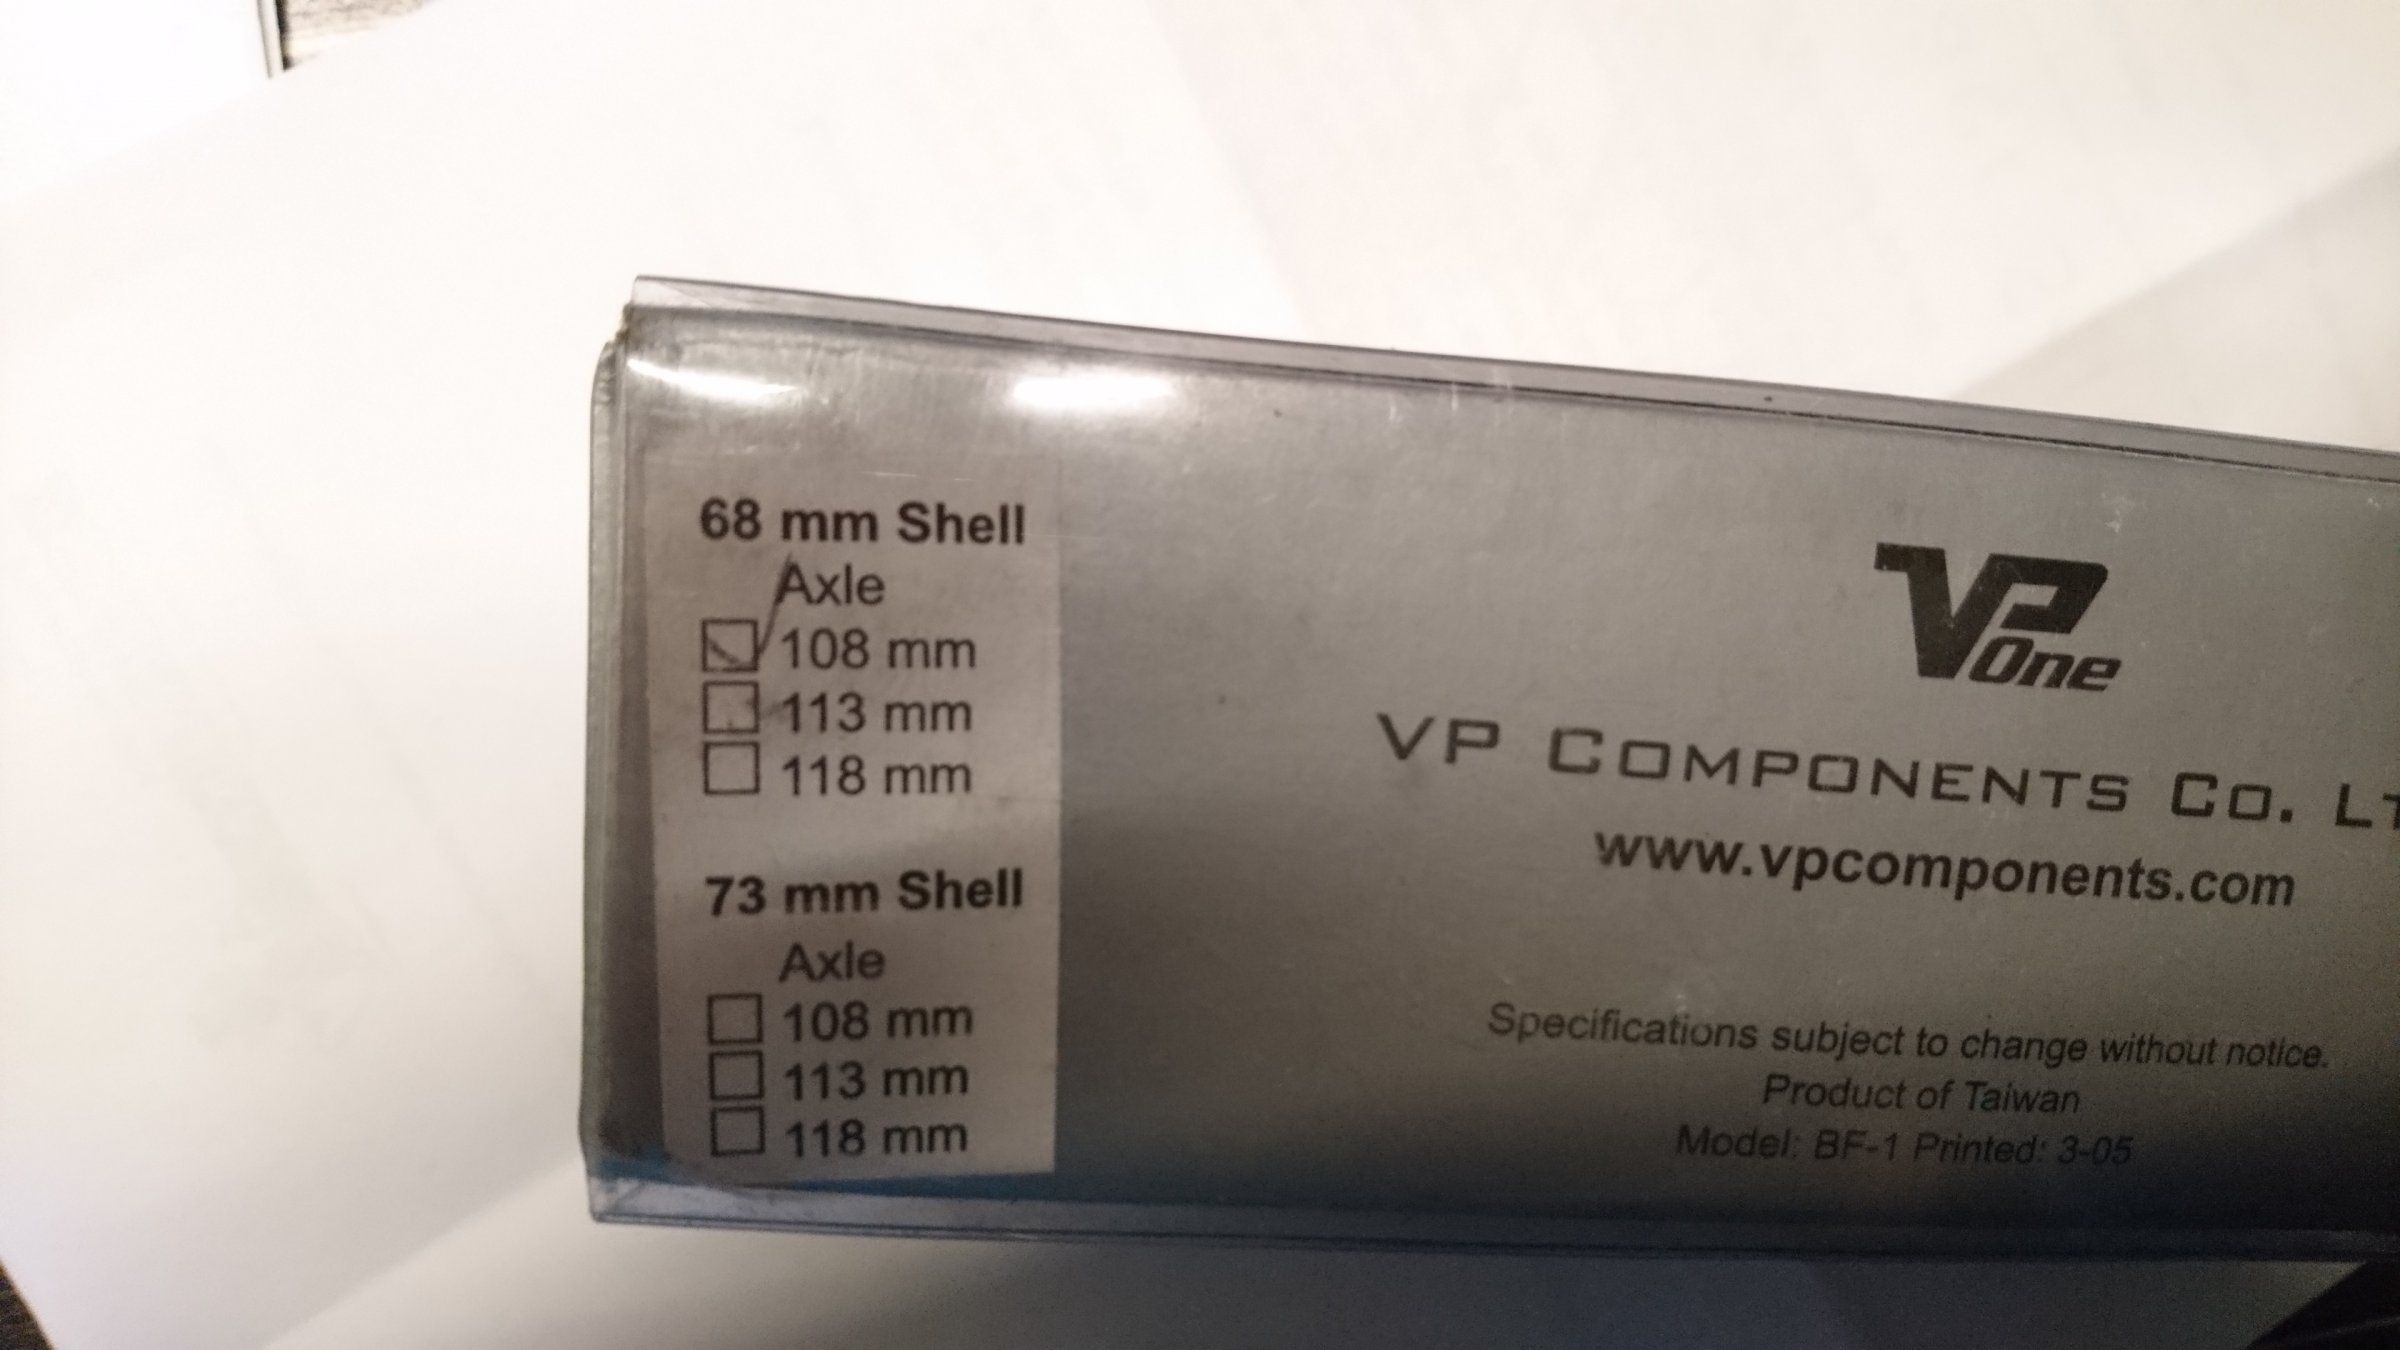 68 mm Shell
Axle
108 mm
113 mm
118 mm
73 mm Shell
Axle
108 mm
113 mm
118 mm
VP
One
VP COMPONENTS CO. LT
www.vpcomponents.com
Specifications subject to change without notice.
Product of Taiwan
Model: BF-1 Printed: 3-05